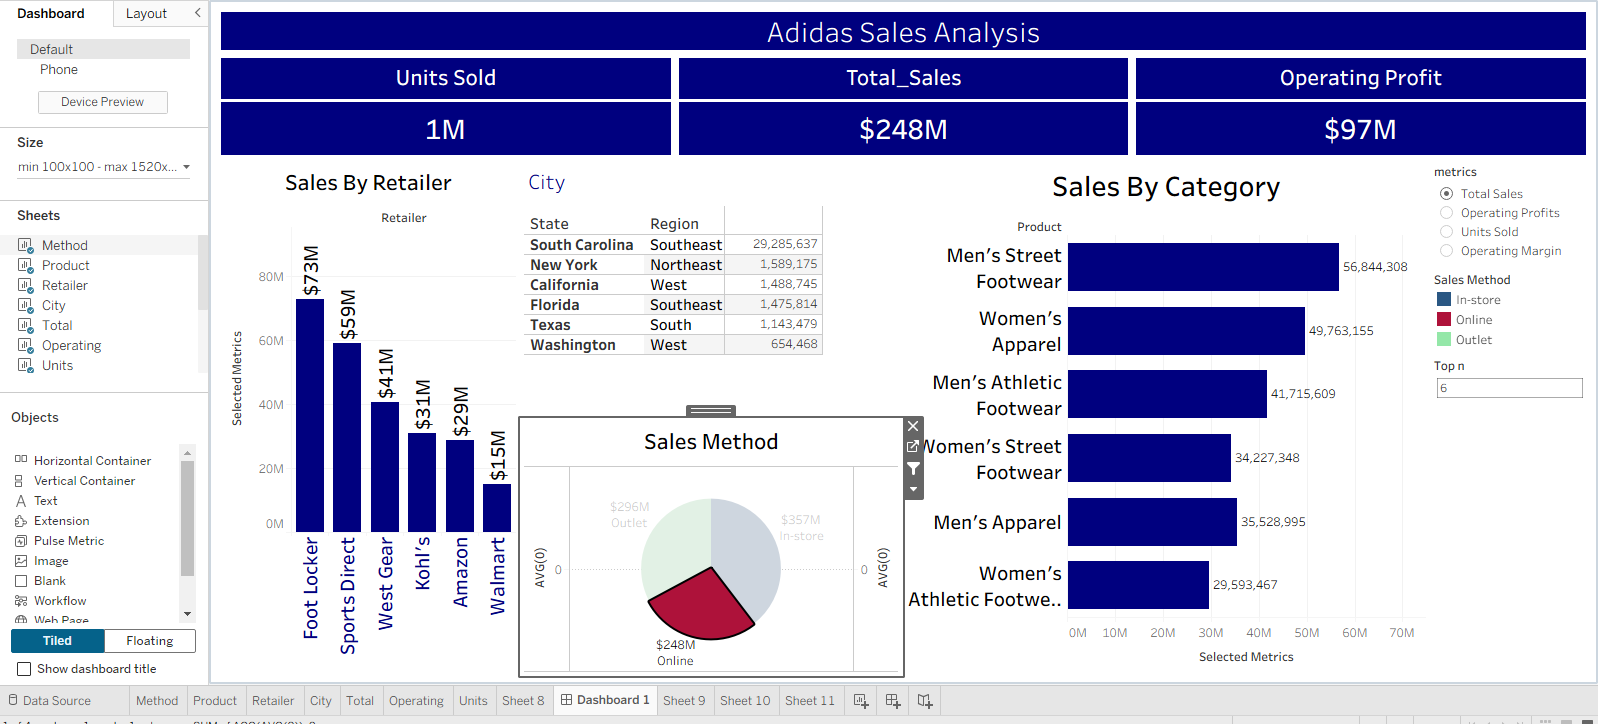 Dashboard
Layout
Default
Phone
Device Preview
Size
min 100x100 - max 1520x...
Sheets
Method
Product
Retailer
City
Total
Operating
Units
Objects
Horizontal Container
Vertical Container
Text
Extension
Pulse Metric
Image
Blank
Workflow
Web Page
Tiled
Floating
Show dashboard title
Adidas Sales Analysis
Units Sold
Total_Sales
Operating Profit
1M
$248M
$97M
Sales By Retailer
Retailer
Selected Metrics
80M
60M
40M
20M
0M
$73M
$59M
$41M
$31M
$29M
$15M
Foot Locker
Sports Direct
West Gear
Kohl’s
Amazon
Walmart
City
State Region
South Carolina Southeast 29,285,637
New York Northeast 1,589,175
California West 1,488,745
Florida Southeast 1,475,814
Texas South 1,143,479
Washington West 654,468
Sales Method
$296M
Outlet
$357M
In-store
AVG(0)
0
0
AVG(0)
$248M
Online
Sales By Category
Product
Men’s Street
Footwear
56,844,308
Women’s
Apparel
49,763,155
Men’s Athletic
Footwear
41,715,609
Women’s Street
Footwear
34,227,348
Men’s Apparel
35,528,995
Women’s
Athletic Footwe..
29,593,467
0M 10M 20M 30M 40M 50M 60M 70M
Selected Metrics
metrics
Total Sales
Operating Profits
Units Sold
Operating Margin
Sales Method
In-store
Online
Outlet
Top n
6
Data Source
Method
Product
Retailer
City
Total
Operating
Units
Sheet 8
Dashboard 1
Sheet 9
Sheet 10
Sheet 11